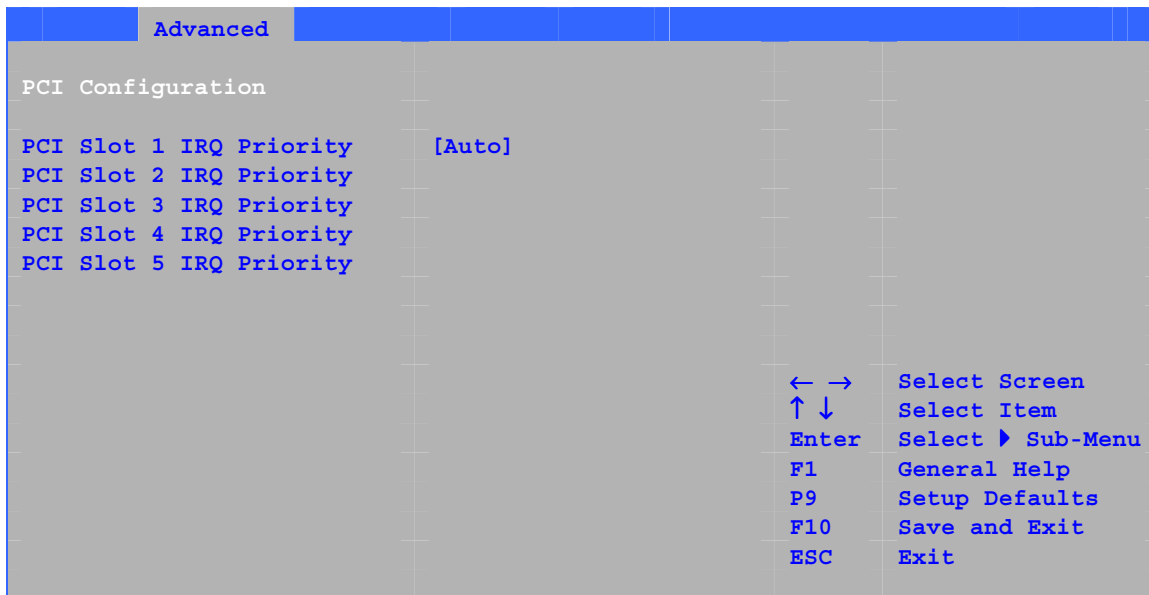 Advanced
PCI Configuration
PCI Slot 1 IRQ Priority [Auto]
PCI Slot 2 IRQ Priority
PCI Slot 3 IRQ Priority
PCI Slot 4 IRQ Priority
PCI Slot 5 IRQ Priority
← → Select Screen
↑ ↓ Select Item
Enter Select ▶ Sub-Menu
F1 General Help
P9 Setup Defaults
F10 Save and Exit
ESC Exit